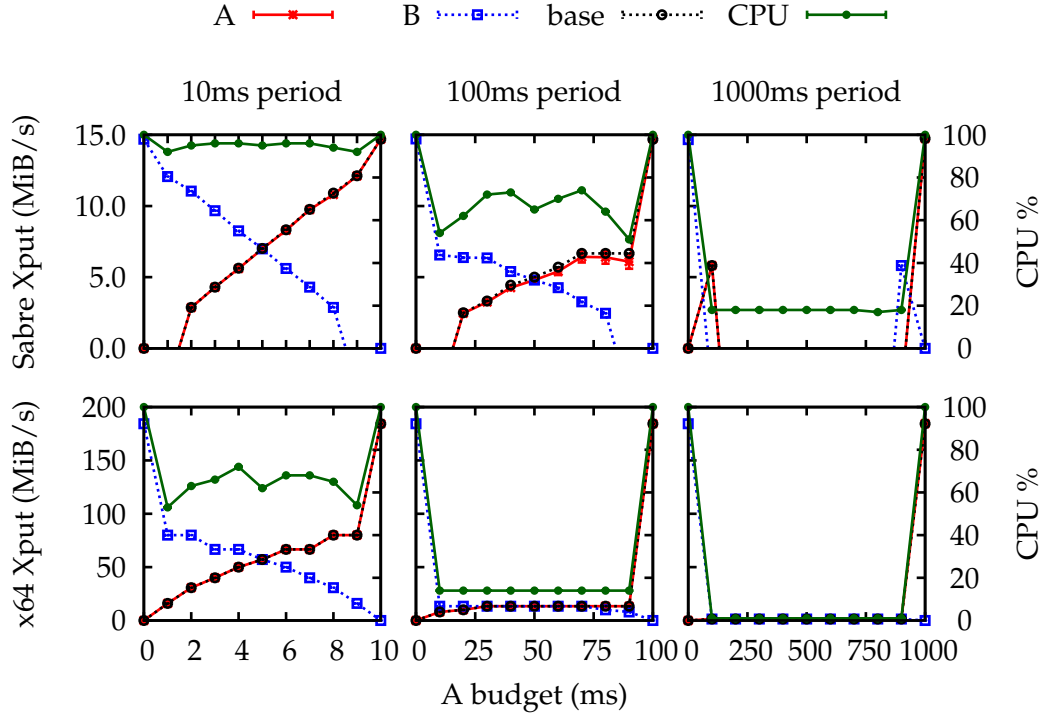 A B base CPU
10ms period 100ms period 1000ms period
Sabre Xput (MiB/s)
15.0
10.0
5.0
0.0
100
80
60
40
20
0
CPU %
x64 Xput (MiB/s)
200
150
100
50
0
100
80
60
40
20
0
CPU %
0 2 4 6 8 10 0 25 50 75 100 0 250 500 750 1000
A budget (ms)